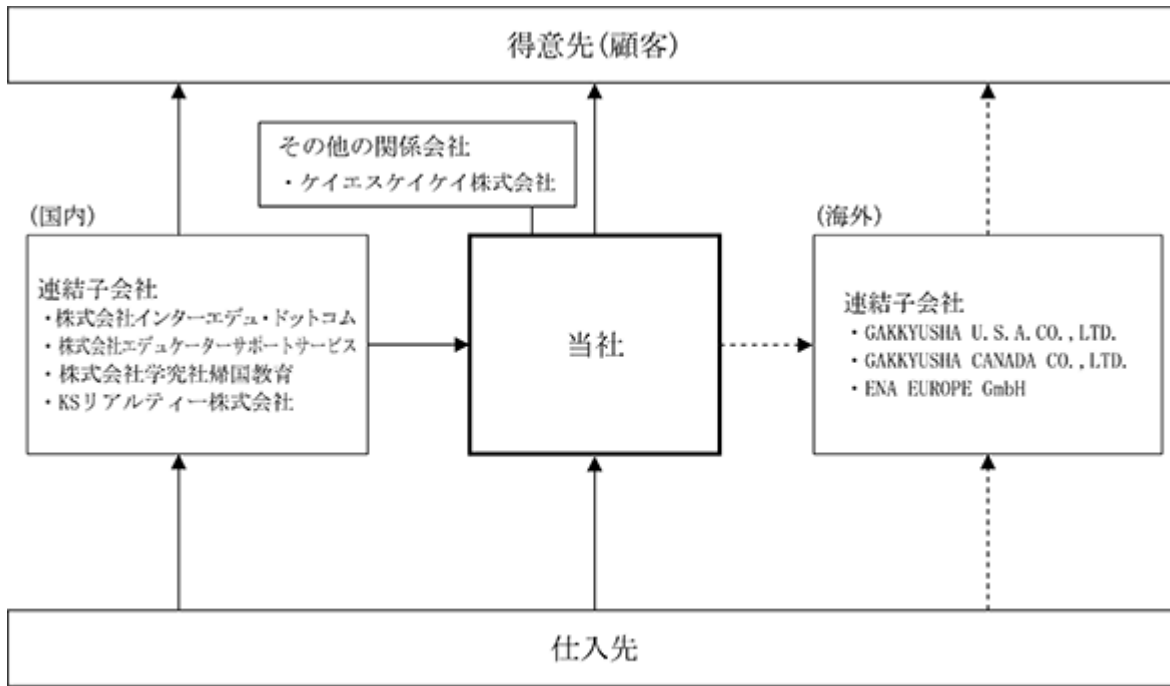 得意先(顧客)
その他の関係会社
・ケイエスケイケイ株式会社
(国内)
連結子会社
・株式会社インターエデュ・ドットコム
・株式会社エデュケーターサポートサービス
・株式会社学究社帰国教育
・KSリアルティー株式会社
当社
(海外)
連結子会社
・GAKKYUSHA U.S.A.CO.,LTD.
・GAKKYUSHA CANADA CO.,LTD.
・ENA EUROPE GmbH
仕入先